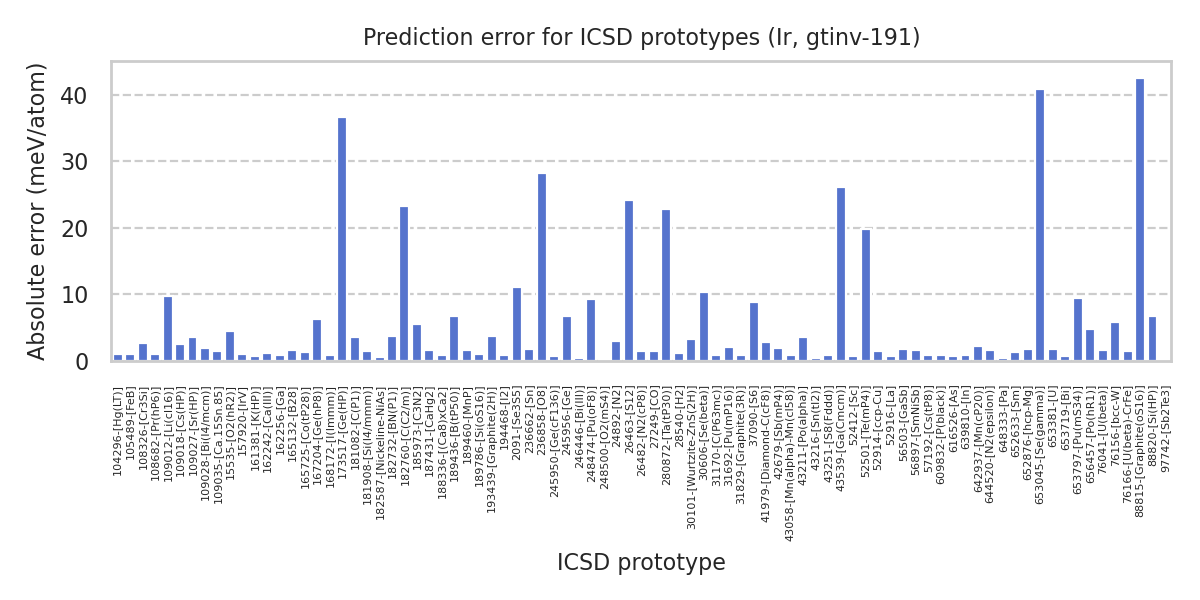 Prediction error for ICSD prototypes (Ir, gtinv-191)
Absolute error (meV/atom)
40
30
20
10
0
104296-[Hg(LT)]
105489-[FeB]
108326-[Cr3Si]
108682-[Pr(hP6)]
109012-[Li(cI16)]
109018-[Cs(HP)]
109027-[Sr(HP)]
109028-[Bi(I4/mcm)]
109035-[Ca.15Sn.85]
15535-[O2(hR2)]
157920-[IrV]
161381-[K(HP)]
162242-[Ca(III)]
162256-[Ga]
165132-[B28]
165725-[Co(tP28)]
167204-[Ge(hP8)]
168172-[I(Immm)]
173517-[Ge(HP)]
181082-[C(P1)]
181908-[Si(I4/mmm)]
182587-[Nickeline-NiAs]
182732-[BN(P1)]
182760-[C(C2/m)]
185973-[C3N2]
187431-[CaHg2]
188336-[(Ca8)xCa2]
189436-[B(tP50)]
189460-[MnP]
189786-[Si(oS16)]
193439-[Graphite(2H)]
194468-[I2]
2091-[Se3S5]
236662-[Sn]
236858-[O8]
245950-[Ge(cF136)]
245956-[Ge]
246446-[Bi(III)]
248474-[Pu(oF8)]
248500-[O2(mS4)]
24892-[N2]
26463-[S12]
26482-[N2(cP8)]
27249-[CO]
280872-[Ta(tP30)]
28540-[H2]
30101-[Wurtzite-ZnS(2H)]
30606-[Se(beta)]
31170-[C(P63mc)]
31692-[Pu(mP16)]
31829-[Graphite(3R)]
37090-[S6]
41979-[Diamond-C(cF8)]
42679-[Sb(mP4)]
43058-[Mn(alpha)-Mn(cI58)]
43211-[Po(alpha)]
43216-[Sn(tI2)]
43251-[S8(Fddd)]
43539-[Ga(Cmcm)]
52412-[Sc]
52501-[Te(mP4)]
52914-[ccp-Cu]
52916-[La]
56503-[GaSb]
56897-[SmNiSb]
57192-[Cs(tP8)]
609832-[P(black)]
616526-[As]
639810-[In]
642937-[Mn(cP20)]
644520-[N2(epsilon)]
648333-[Pa]
652633-[Sm]
652876-[hcp-Mg]
653045-[Se(gamma)]
653381-[U]
653719-[Eu]
653797-[Pu(mS34)]
656457-[Po(hR1)]
76041-[U(beta)]
76156-[bcc-W]
76166-[U(beta)-CrFe]
88815-[Graphite(oS16)]
88820-[Si(HP)]
97742-[Sb2Te3]
ICSD prototype